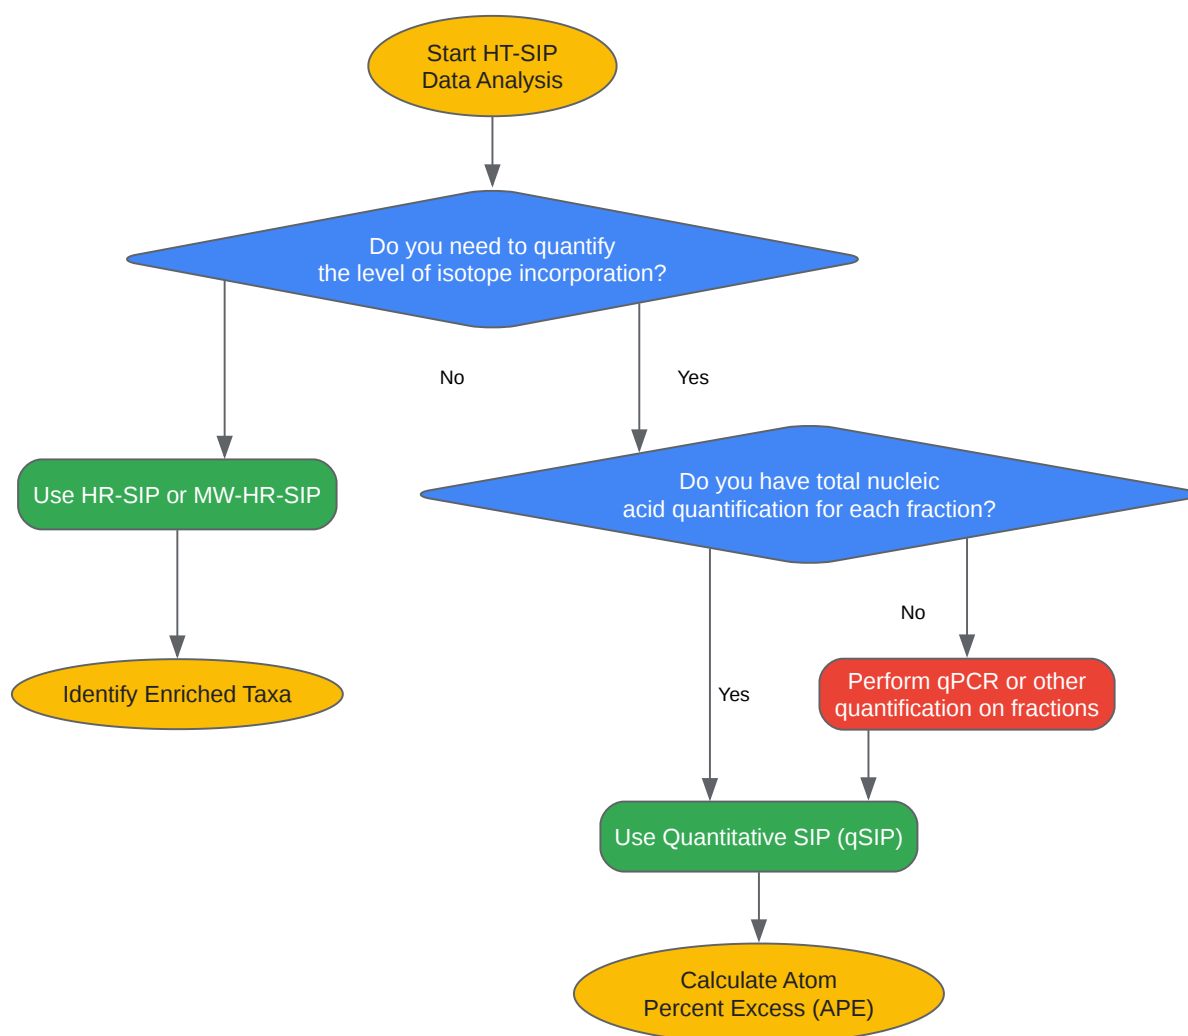 Start HT-SIP
Data Analysis
Do you need to quantify
the level of isotope incorporation?
No
Yes
Use HR-SIP or MW-HR-SIP
Do you have total nucleic
acid quantification for each fraction?
No
Identify Enriched Taxa
Yes
Perform qPCR or other
quantification on fractions
Use Quantitative SIP (qSIP)
Calculate Atom
Percent Excess (APE)